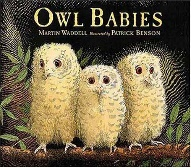 OWL BABIES
MARTIN WADDELL Illustrated by PATRICK BENSON